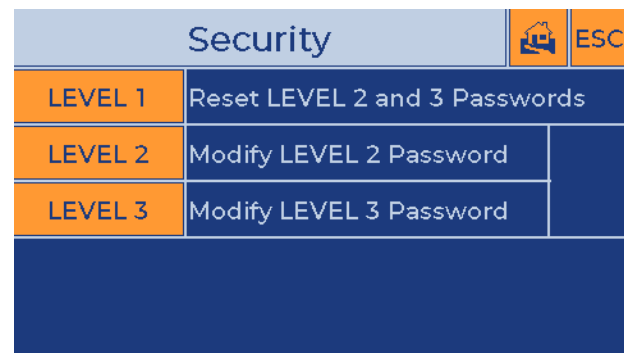 Security ESC
LEVEL 1 Reset LEVEL 2 and 3 Passwords
LEVEL 2 Modify LEVEL 2 Password
LEVEL 3 Modify LEVEL 3 Password